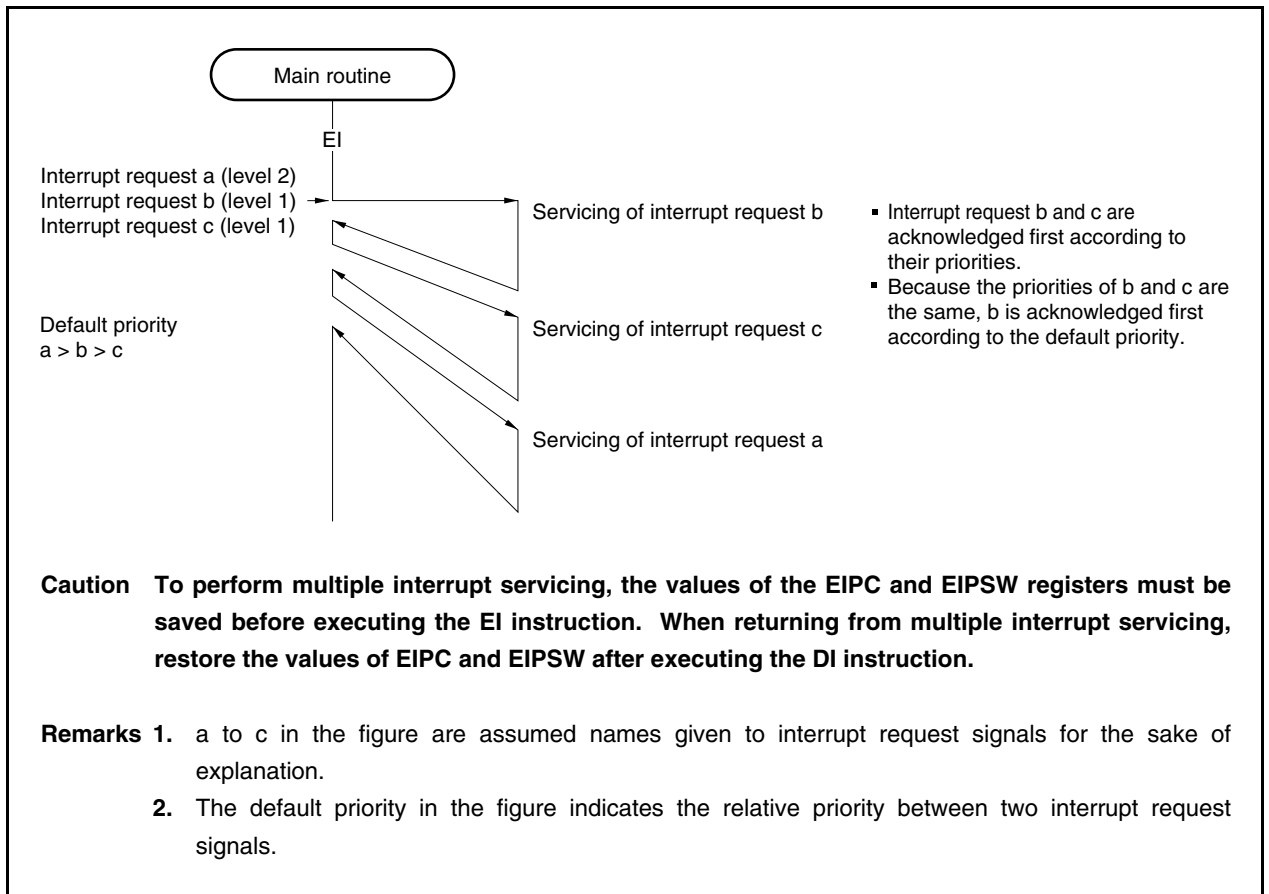 Main routine
EI
Interrupt request a (level 2)
Interrupt request b (level 1)
Interrupt request c (level 1)
Servicing of interrupt request b
▪ Interrupt request b and c are
acknowledged first according to
their priorities.
▪ Because the priorities of b and c are
the same, b is acknowledged first
according to the default priority.
Default priority
a > b > c
Servicing of interrupt request c
Servicing of interrupt request a
Caution To perform multiple interrupt servicing, the values of the EIPC and EIPSW registers must be
saved before executing the EI instruction. When returning from multiple interrupt servicing,
restore the values of EIPC and EIPSW after executing the DI instruction.
Remarks 1. a to c in the figure are assumed names given to interrupt request signals for the sake of
explanation.
2. The default priority in the figure indicates the relative priority between two interrupt request
signals.